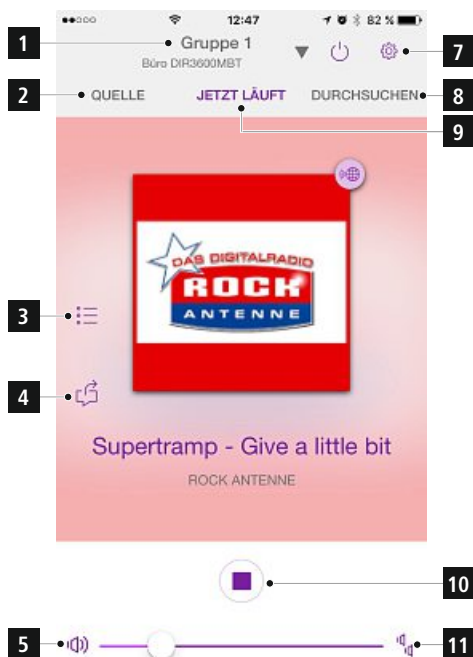 12:47 82 %
1 Gruppe 1 7
Büro DIR3600MBT
2 QUELLE JETZT LÄUFT DURCHSUCHEN 8
9
DAS DIGITALRADIO
ROCK
ANTENNE
3
4
Supertramp - Give a little bit
ROCK ANTENNE
10
5 11